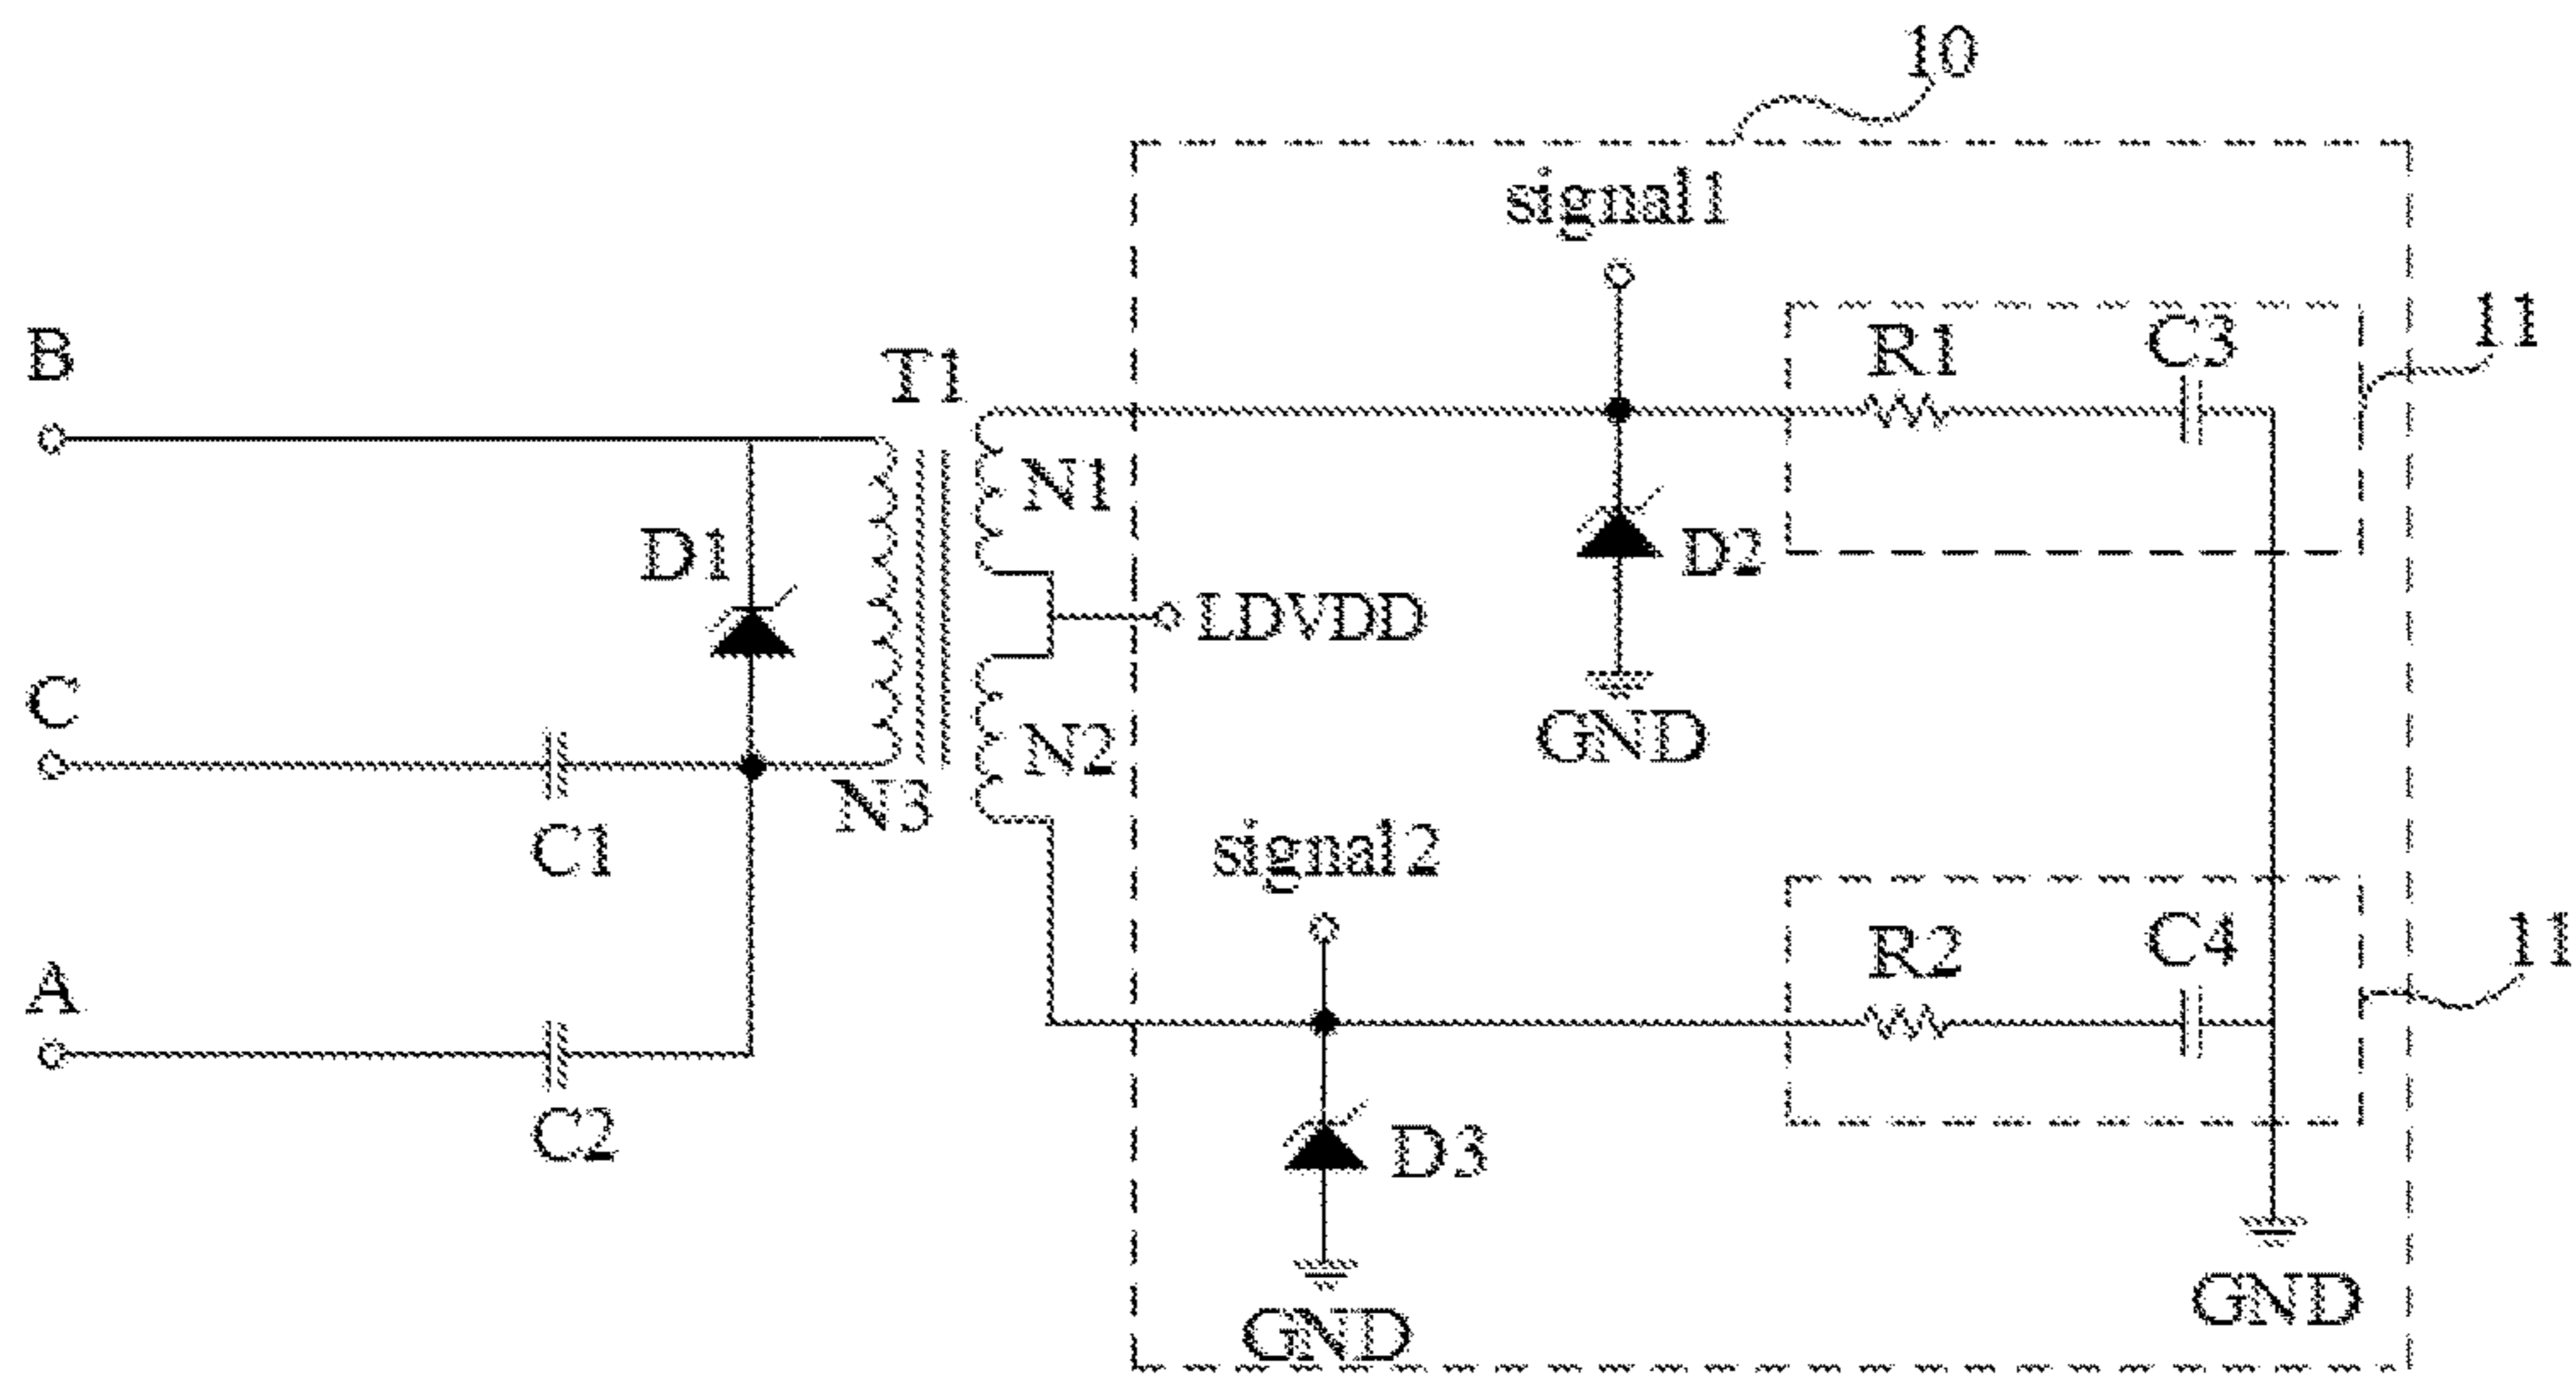 10
signal1
B
T1
R1
C3
11
N1
D1
D2
LDVDD
C
N2
GND
N3
C1
signal2
A
R2
C4
11
C2
D3
GND
GND